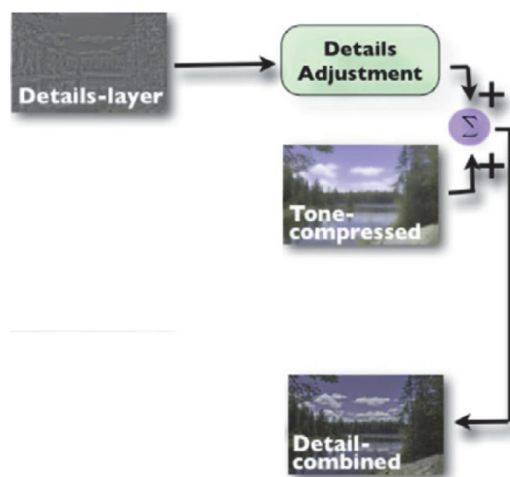 Details-layer
Details
Adjustment
+
Σ
+
Tone-
compressed
Detail-
combined